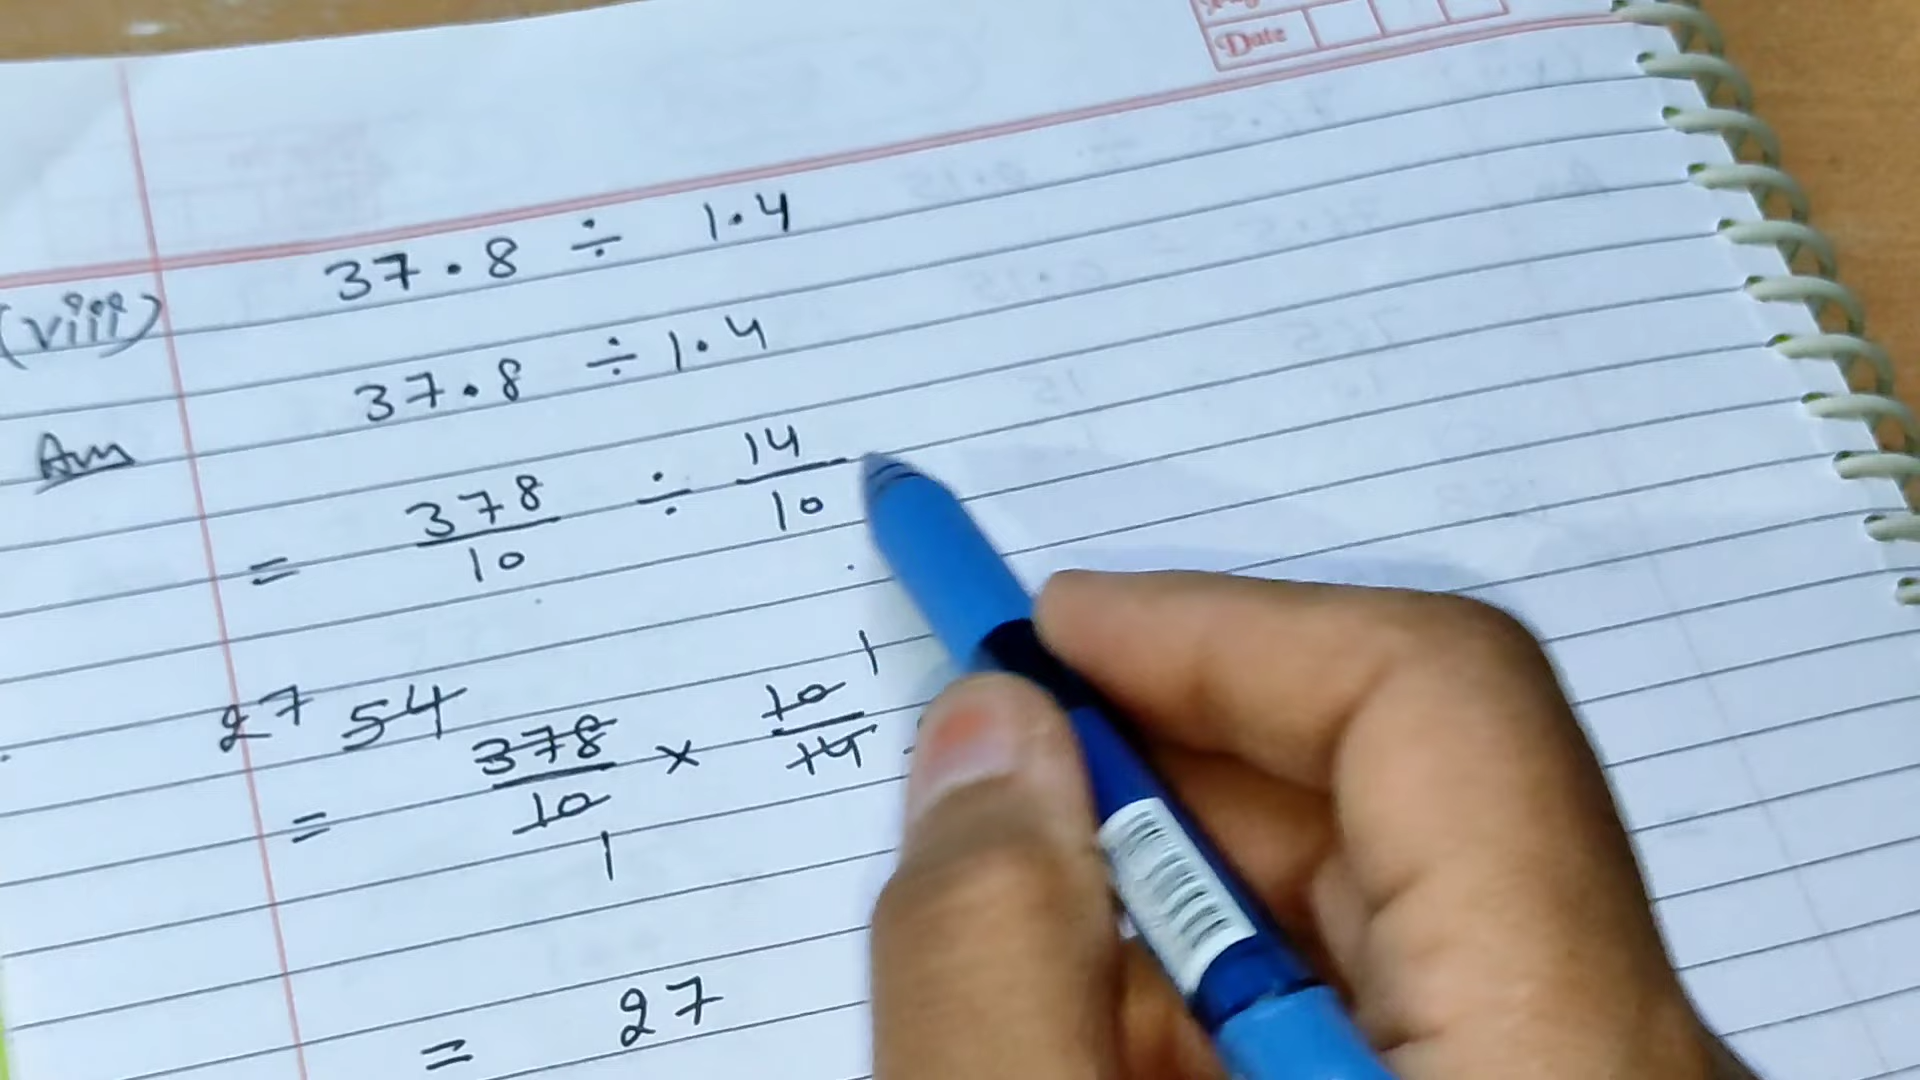 Date
(viii) 37.8 ÷ 1.4
Ans 37.8 ÷ 1.4
= 378/10 ÷ 14/10
27 54
= 378/10 × 10/14
1
1
= 27